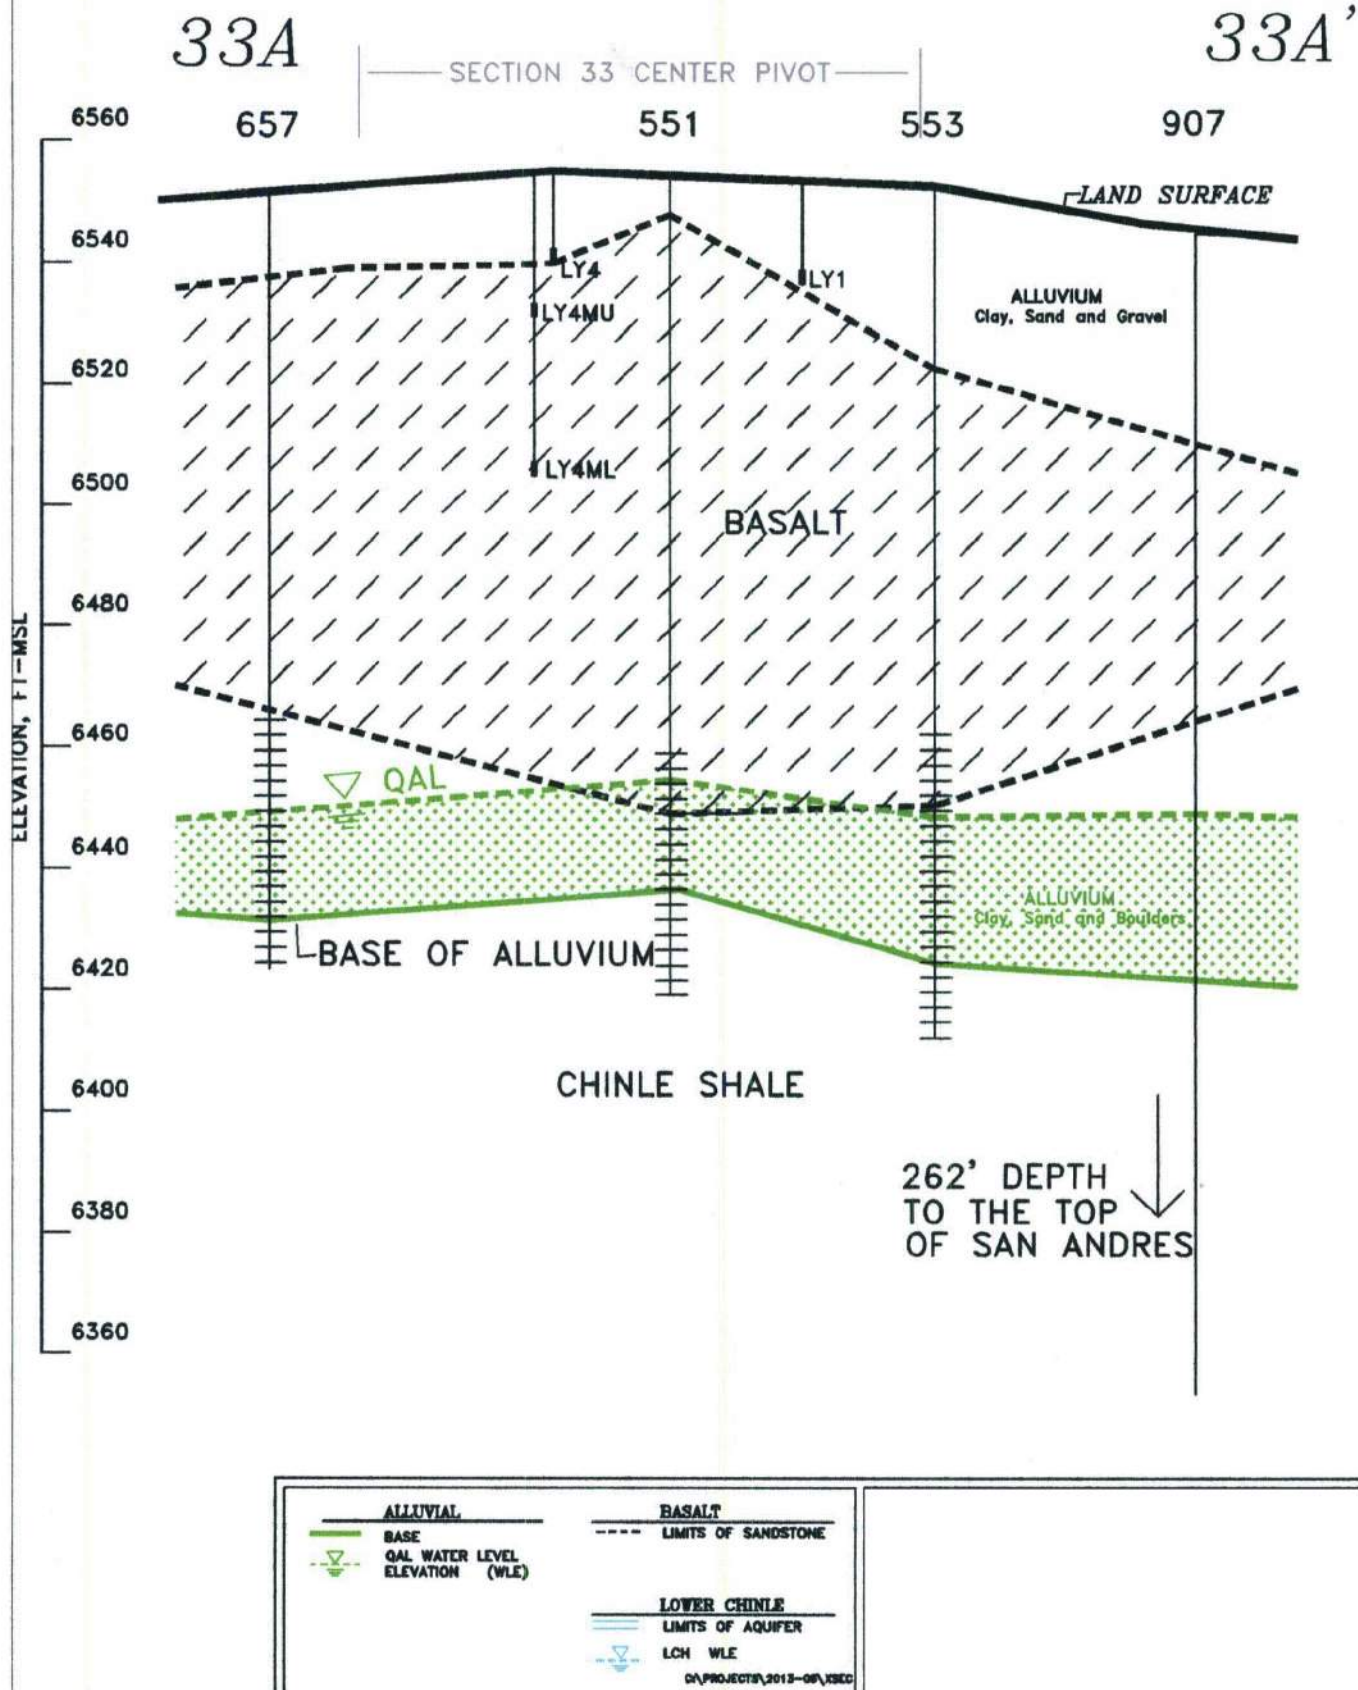 33A
33A'
SECTION 33 CENTER PIVOT
657
551
553
907
6560
6540
6520
6500
6480
6460
6440
6420
6400
6380
6360
ELEVATION, FT-MSL
LAND SURFACE
LY4
LY1
LY4MU
LY4ML
ALLUVIUM
Clay, Sand and Gravel
BASALT
QAL
ALLUVIUM
Clay, Sand and Boulders
BASE OF ALLUVIUM
CHINLE SHALE
262' DEPTH
TO THE TOP
OF SAN ANDRES
ALLUVIAL
BASE
QAL WATER LEVEL
ELEVATION (WLE)
BASALT
LIMITS OF SANDSTONE
LOWER CHINLE
LIMITS OF AQUIFER
LCH WLE